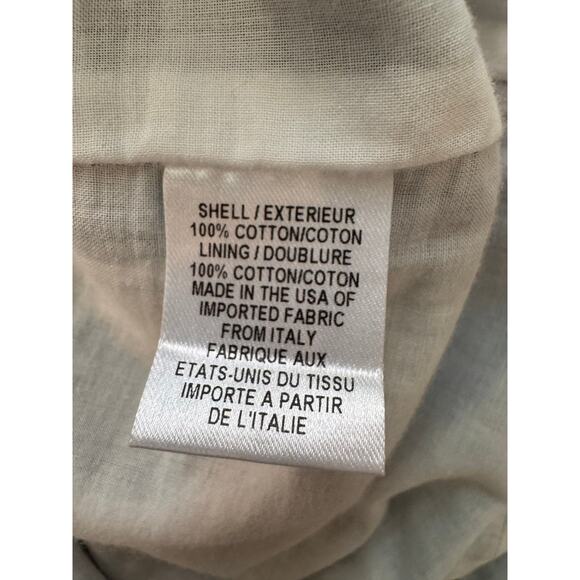 SHELL / EXTERIEUR
100% COTTON/COTON
LINING / DOUBLURE
100% COTTON/COTON
MADE IN THE USA OF
IMPORTED FABRIC
FROM ITALY
FABRIQUE AUX
ETATS-UNIS DU TISSU
IMPORTE A PARTIR
DE L'ITALIE